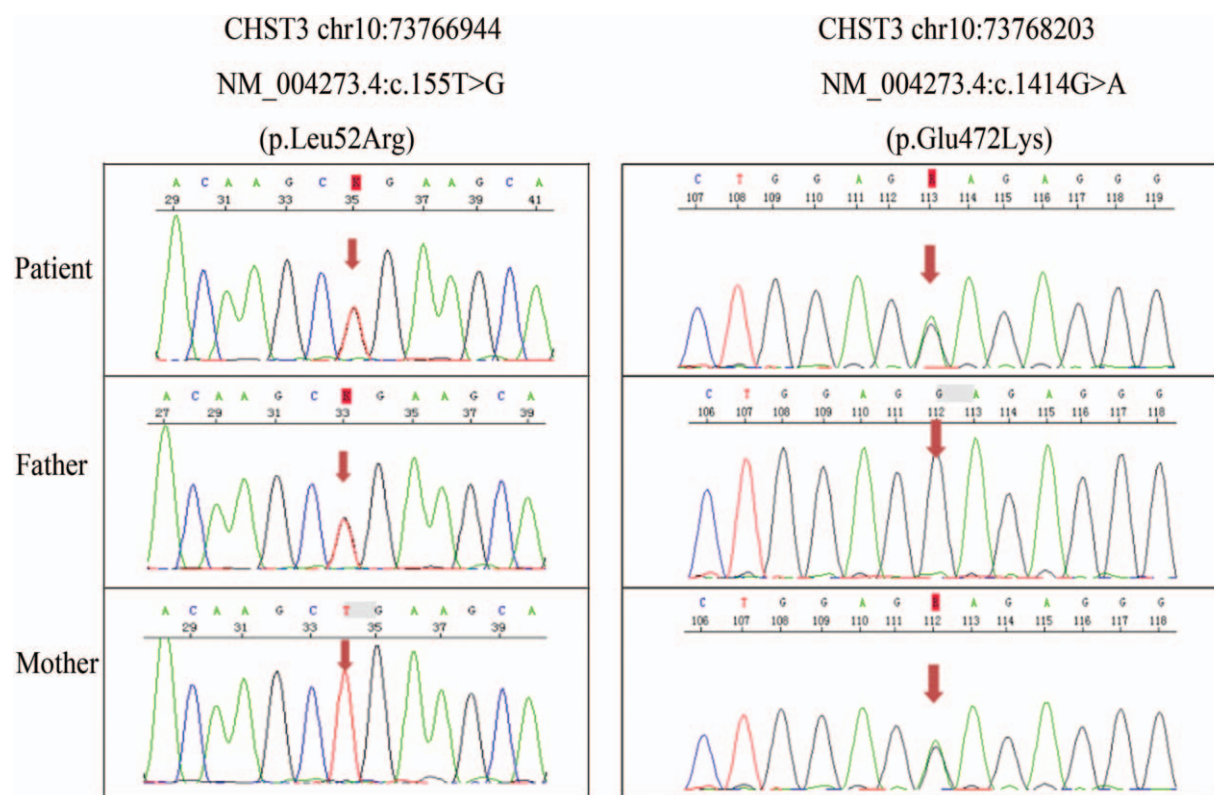 CHST3 chr10:73766944
NM_004273.4:c.155T>G
(p.Leu52Arg)
CHST3 chr10:73768203
NM_004273.4:c.1414G>A
(p.Glu472Lys)
Patient
A C A A G C G A A G C A
29 31 33 35 37 39 41
C T G G A G A G A G G G
107 108 109 110 111 112 113 114 115 116 117 118 119
Father
A C A A G C G A A G C A
27 29 31 33 35 37 39
C T G G A G G A G A G G G
106 107 108 109 110 111 112 113 114 115 116 117 118
Mother
A C A A G C T G A A G C A
29 31 33 35 37 39
C T G G A G A G A G G G
106 107 108 109 110 111 112 113 114 115 116 117 118